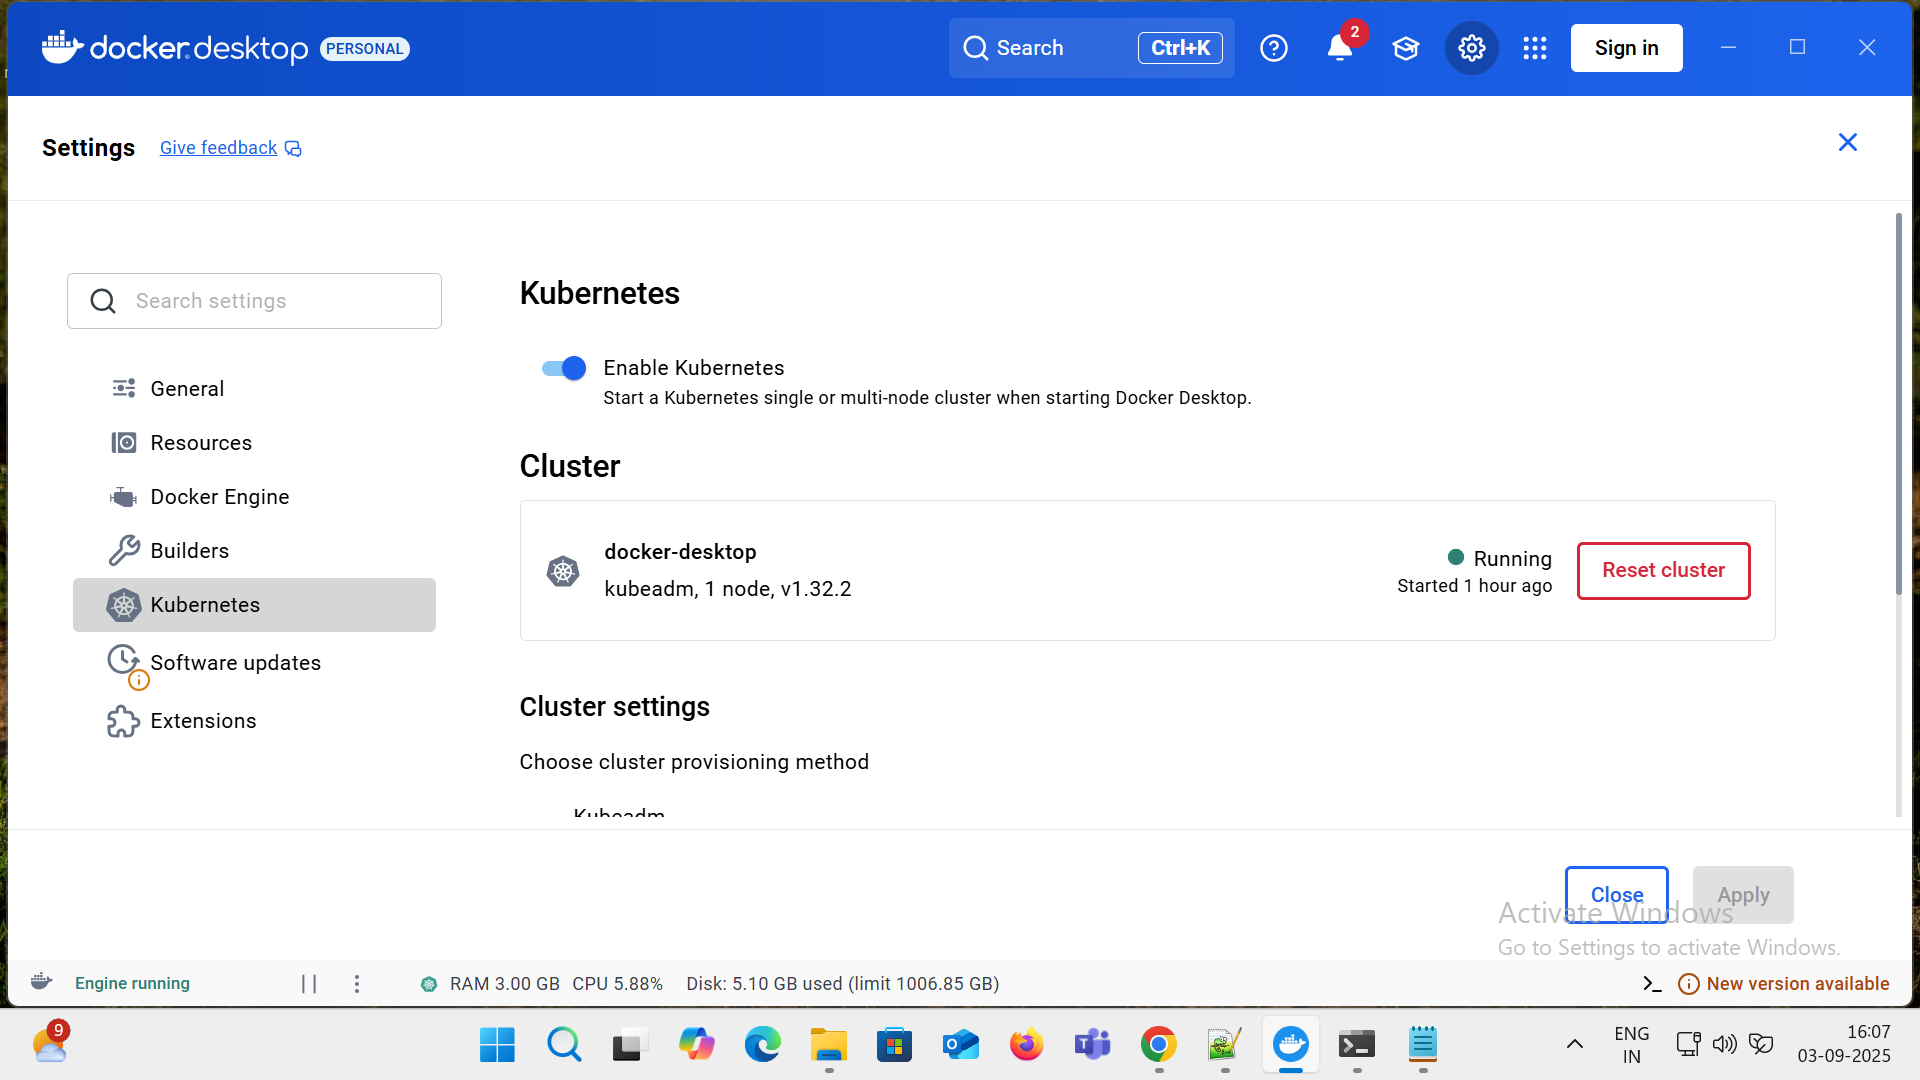 docker desktop PERSONAL
Search Ctrl+K
2
Sign in
Settings Give feedback
Search settings
General
Resources
Docker Engine
Builders
Kubernetes
Software updates
Extensions
Kubernetes
Enable Kubernetes
Start a Kubernetes single or multi-node cluster when starting Docker Desktop.
Cluster
docker-desktop
kubeadm, 1 node, v1.32.2
Running
Started 1 hour ago
Reset cluster
Cluster settings
Choose cluster provisioning method
Kubeadm
Close Apply
Activate Windows
Go to Settings to activate Windows.
Engine running RAM 3.00 GB CPU 5.88% Disk: 5.10 GB used (limit 1006.85 GB) New version available
9
ENG
IN
16:07
03-09-2025